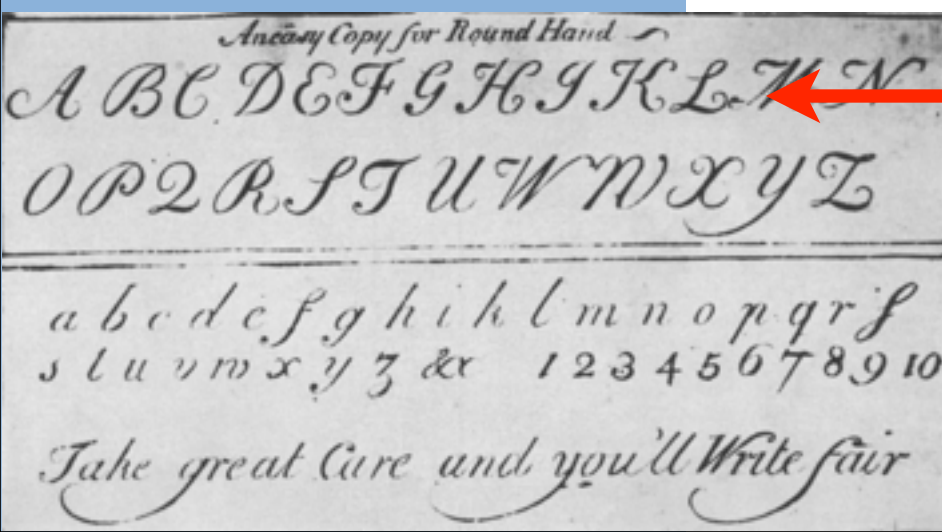 An easy Copy for Round Hand
A B C D E F G H I K L M N
O P Q R S T U W W X Y Z
a b c d e f g h i k l m n o p q r ſ
s t u v w x y z & 1 2 3 4 5 6 7 8 9 10
Take great Care and you'll Write fair